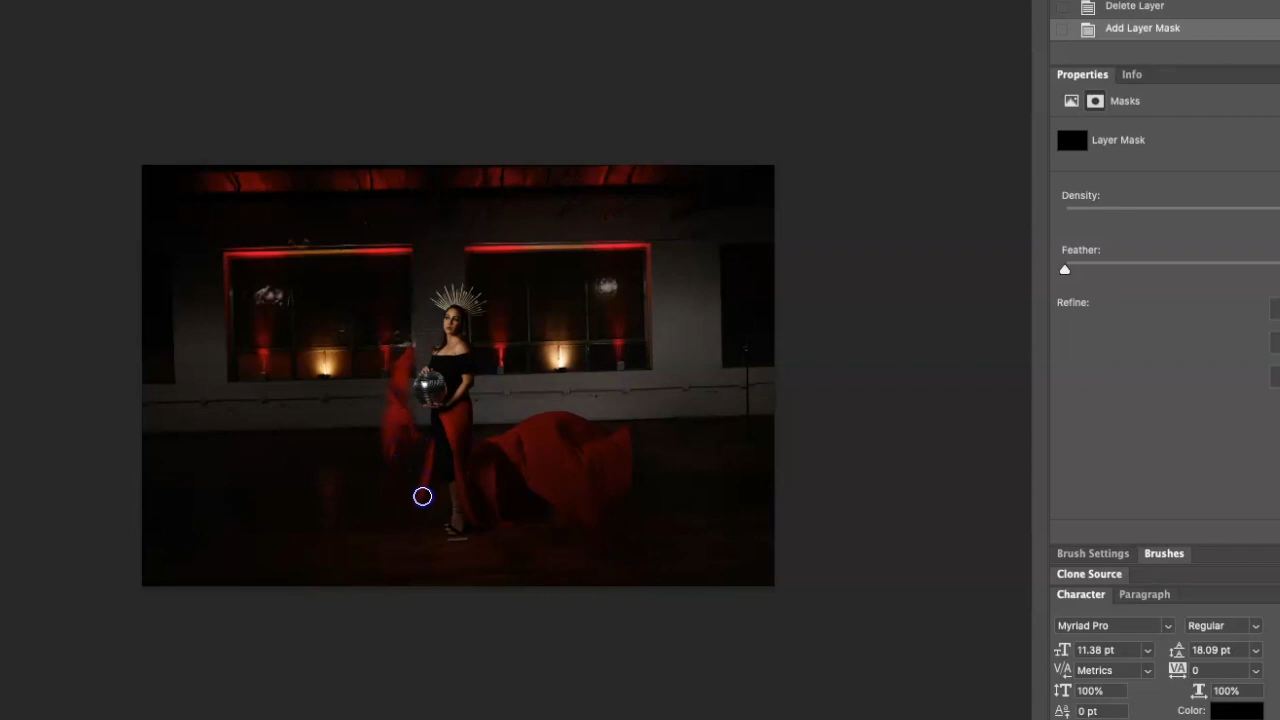 Delete Layer
Add Layer Mask
Properties Info
Masks
Layer Mask
Density:
Feather:
Refine:
Brush Settings Brushes
Clone Source
Character Paragraph
Myriad Pro Regular
11.38 pt 18.09 pt
Metrics 0
100% 100%
0 pt Color: